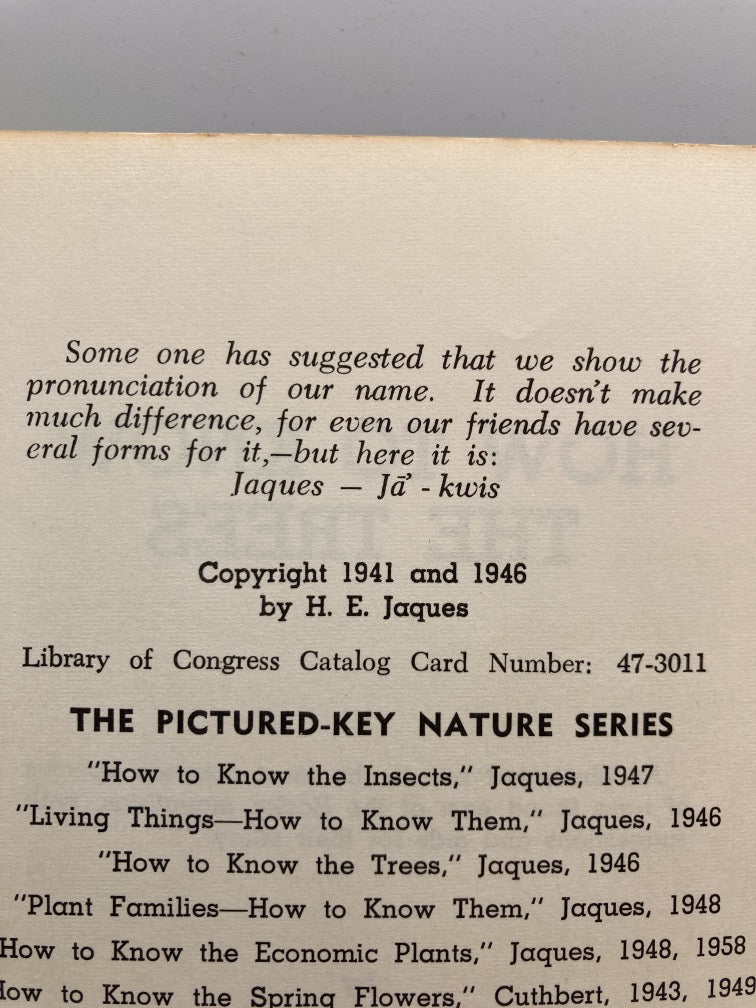 Some one has suggested that we show the
pronunciation of our name. It doesn't make
much difference, for even our friends have sev-
eral forms for it,—but here it is:
Jaques — Jā' - kwis
Copyright 1941 and 1946
by H. E. Jaques
Library of Congress Catalog Card Number: 47-3011
THE PICTURED-KEY NATURE SERIES
"How to Know the Insects," Jaques, 1947
"Living Things—How to Know Them," Jaques, 1946
"How to Know the Trees," Jaques, 1946
"Plant Families—How to Know Them," Jaques, 1948
How to Know the Economic Plants," Jaques, 1948, 1958
How to Know the Spring Flowers," Cuthbert, 1943, 1949